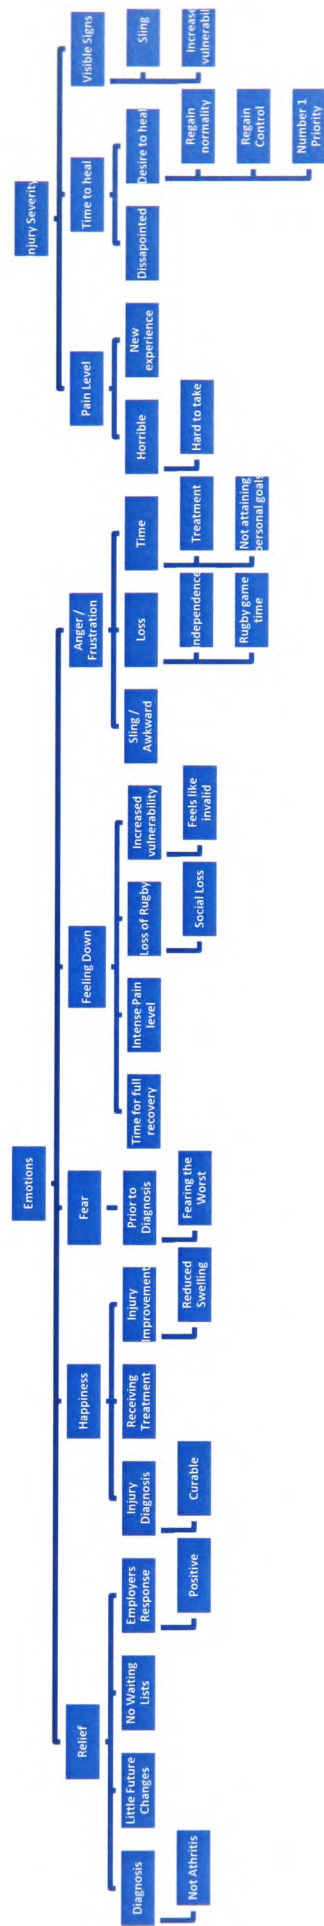 Emotions
Relief
Diagnosis
Not Athritis
Little Future
Changes
No Waiting
Lists
Employers
Response
Positive
Happiness
Injury
Diagnosis
Curable
Receiving
Treatment
Injury
Improvement
Reduced
Swelling
Fear
Prior to
Diagnosis
Fearing the
Worst
Feeling Down
Time for full
recovery
Intense Pain
level
Loss of Rugby
Social Loss
Increased
vulnerability
Feels like
invalid
Anger /
Frustration
Sling /
Awkward
Loss
Independence
Rugby game
time
Time
Treatment
Not attaining
personal goals
njury Severity
Pain Level
Horrible
Hard to take
New
experience
Time to heal
Dissapointed
Desire to heal
Regain
normality
Regain
Control
Number 1
Priority
Visible Signs
Sling
Increase
vulnerabil